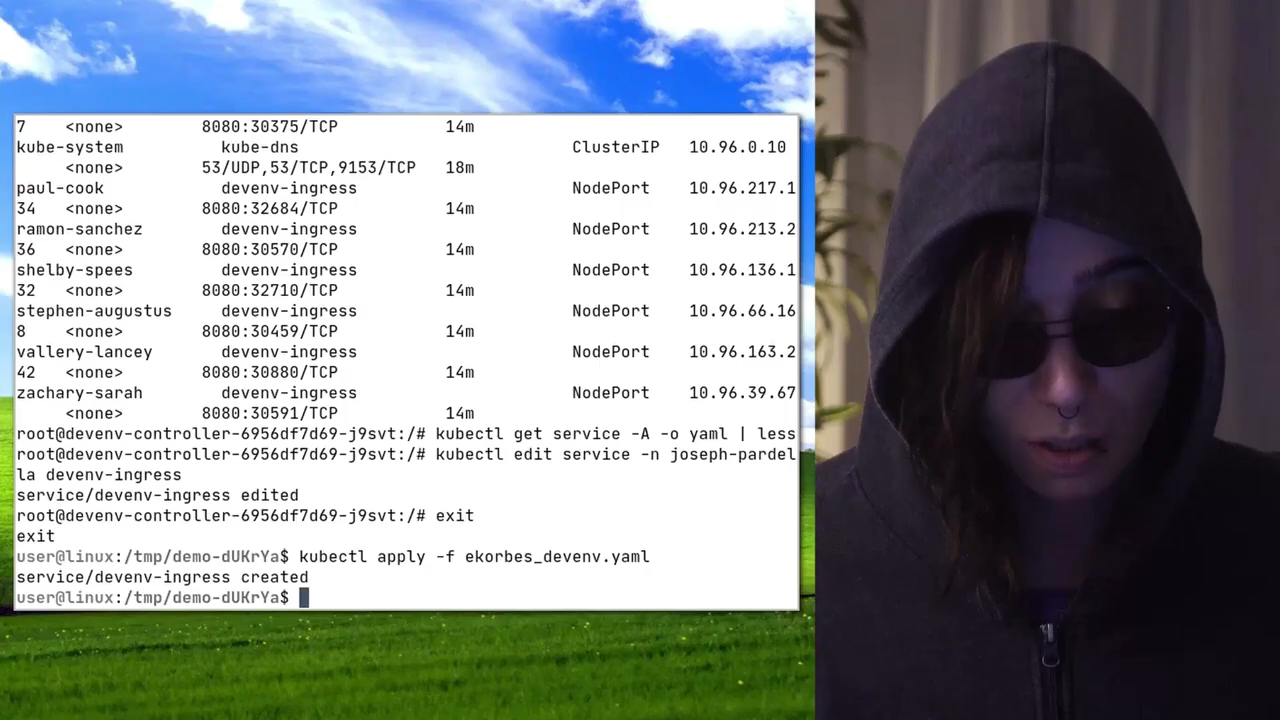 7    <none>        8080:30375/TCP           14m
kube-system          kube-dns                            ClusterIP   10.96.0.10
     <none>        53/UDP,53/TCP,9153/TCP   18m
paul-cook            devenv-ingress                      NodePort    10.96.217.1
34   <none>        8080:32684/TCP           14m
ramon-sanchez        devenv-ingress                      NodePort    10.96.213.2
36   <none>        8080:30570/TCP           14m
shelby-spees         devenv-ingress                      NodePort    10.96.136.1
32   <none>        8080:32710/TCP           14m
stephen-augustus     devenv-ingress                      NodePort    10.96.66.16
8    <none>        8080:30459/TCP           14m
vallery-lancey       devenv-ingress                      NodePort    10.96.163.2
42   <none>        8080:30880/TCP           14m
zachary-sarah        devenv-ingress                      NodePort    10.96.39.67
     <none>        8080:30591/TCP           14m
root@devenv-controller-6956df7d69-j9svt:/# kubectl get service -A -o yaml | less
root@devenv-controller-6956df7d69-j9svt:/# kubectl edit service -n joseph-pardel
la devenv-ingress
service/devenv-ingress edited
root@devenv-controller-6956df7d69-j9svt:/# exit
exit
user@linux:/tmp/demo-dUKrYa$ kubectl apply -f ekorbes_devenv.yaml
service/devenv-ingress created
user@linux:/tmp/demo-dUKrYa$